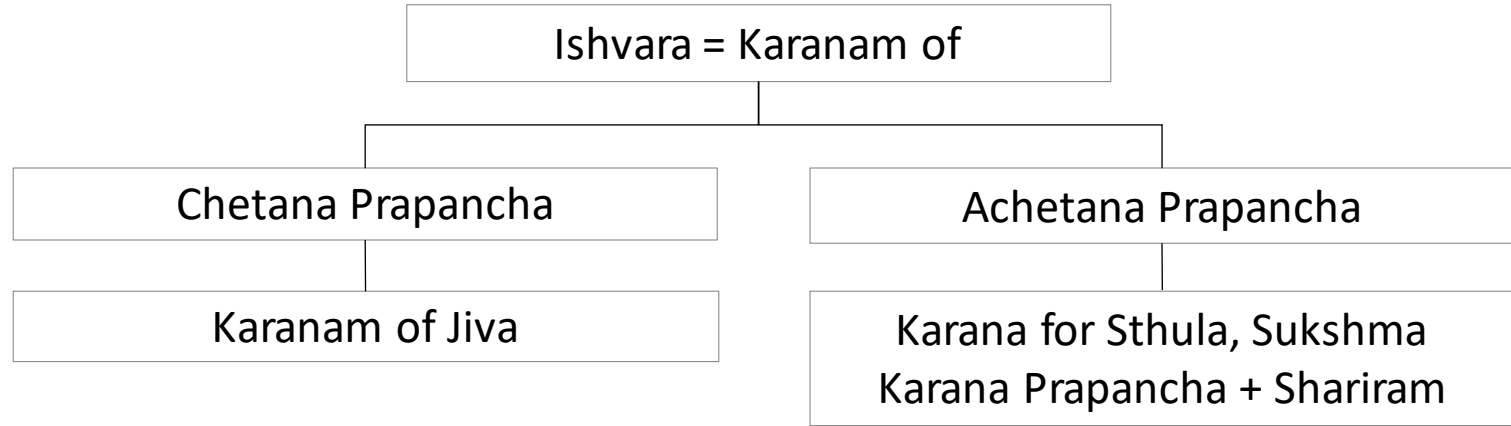 Ishvara = Karanam of
Chetana Prapancha
Achetana Prapancha
Karanam of Jiva
Karana for Sthula, Sukshma
Karana Prapancha + Shariram